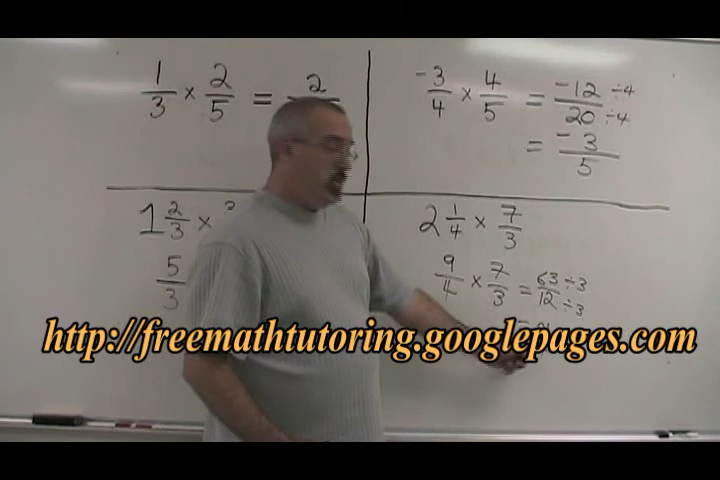 1/3 × 2/5 = 2
-3/4 × 4/5 = -12/20 ÷4 ÷4
= -3/5
1 2/3 ×
5/3
2 1/4 × 7/3
9/4 × 7/3 = 63/12 ÷3 ÷3
=
http://freemathtutoring.googlepages.com